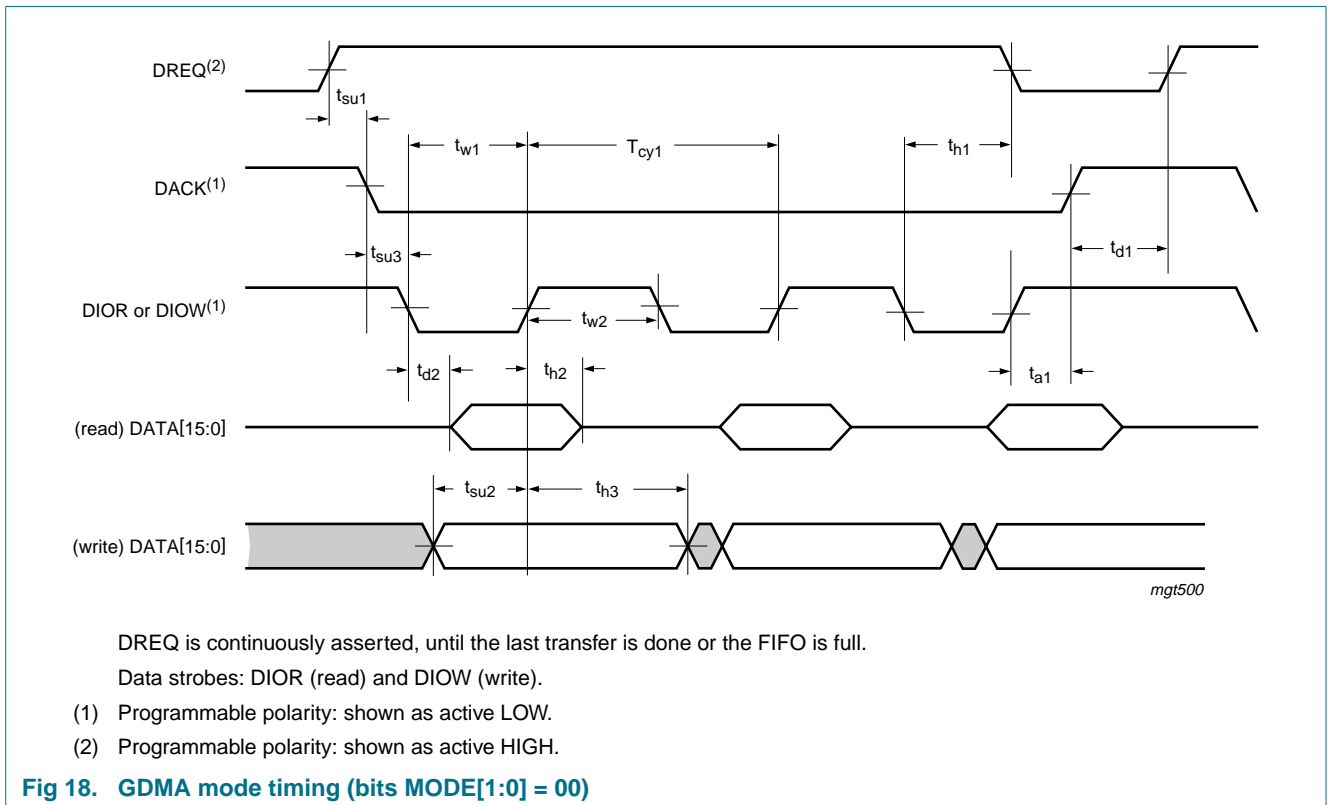 DREQ(2)
tsu1
tw1
Tcy1
th1
DACK(1)
tsu3
td1
DIOR or DIOW(1)
tw2
td2
th2
ta1
(read) DATA[15:0]
tsu2
th3
(write) DATA[15:0]
mgt500
DREQ is continuously asserted, until the last transfer is done or the FIFO is full.
Data strobes: DIOR (read) and DIOW (write).
(1) Programmable polarity: shown as active LOW.
(2) Programmable polarity: shown as active HIGH.
Fig 18. GDMA mode timing (bits MODE[1:0] = 00)